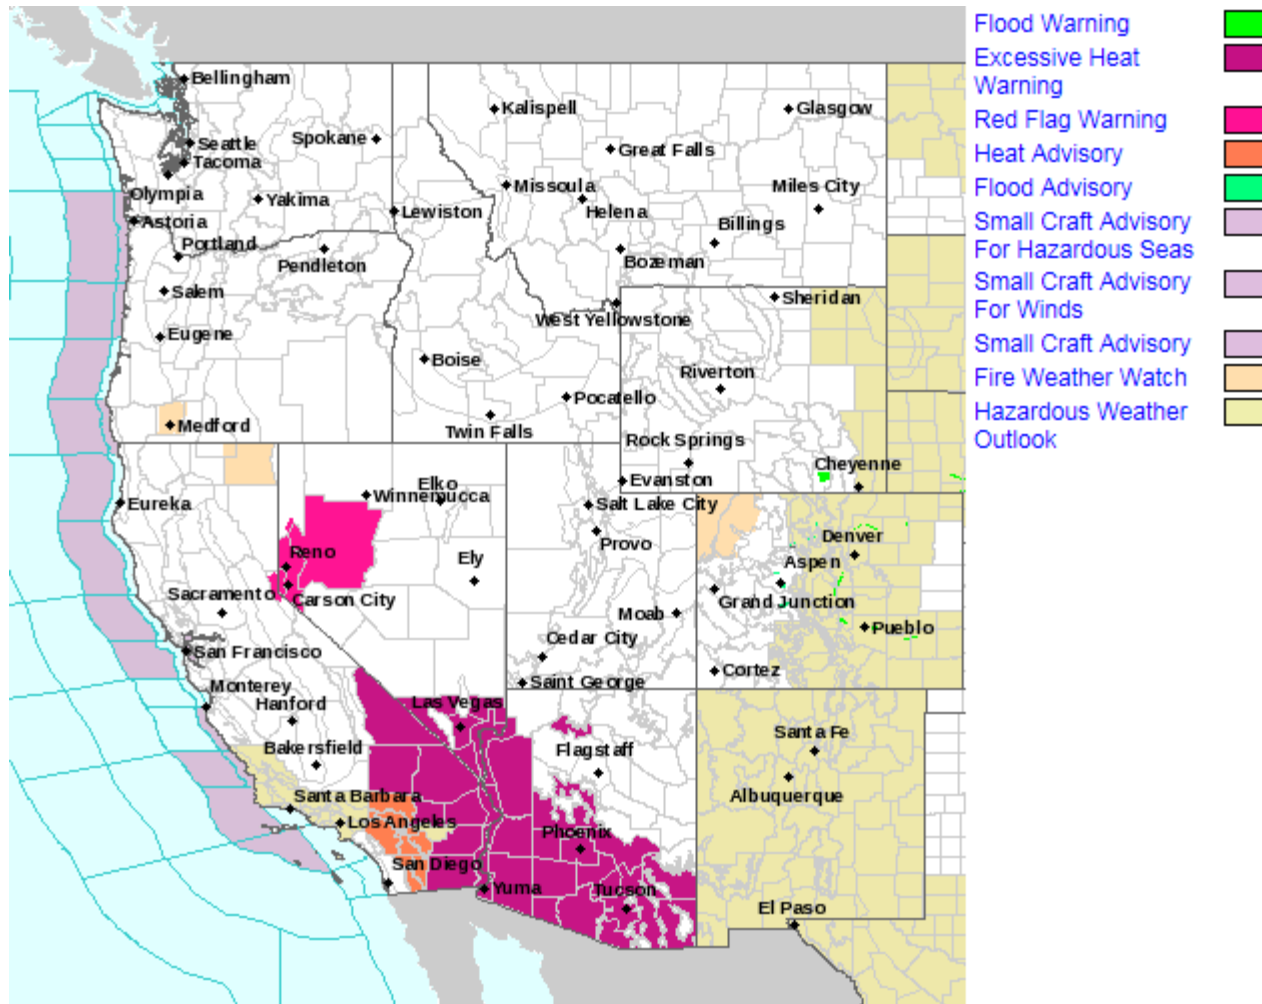 Bellingham
Kalispell
Glasgow
Spokane
Seattle
Great Falls
Tacoma
Missoula
Miles City
Olympia
Yakima
Helena
Lewiston
Astoria
Billings
Portland
Bozeman
Pendleton
Salem
Sheridan
West Yellowstone
Eugene
Boise
Riverton
Pocatello
Medford
Twin Falls
Rock Springs
Cheyenne
Evanston
Elko
Winnemucca
Eureka
Salt Lake City
Denver
Provo
Reno
Ely
Aspen
Sacramento
Carson City
Grand Junction
Moab
Pueblo
Cedar City
San Francisco
Cortez
Saint George
Monterey
Las Vegas
Hanford
Santa Fe
Bakersfield
Flagstaff
Santa Barbara
Albuquerque
Los Angeles
Phoenix
San Diego
Yuma
Tucson
El Paso
Flood Warning
Excessive Heat
Warning
Red Flag Warning
Heat Advisory
Flood Advisory
Small Craft Advisory
For Hazardous Seas
Small Craft Advisory
For Winds
Small Craft Advisory
Fire Weather Watch
Hazardous Weather
Outlook